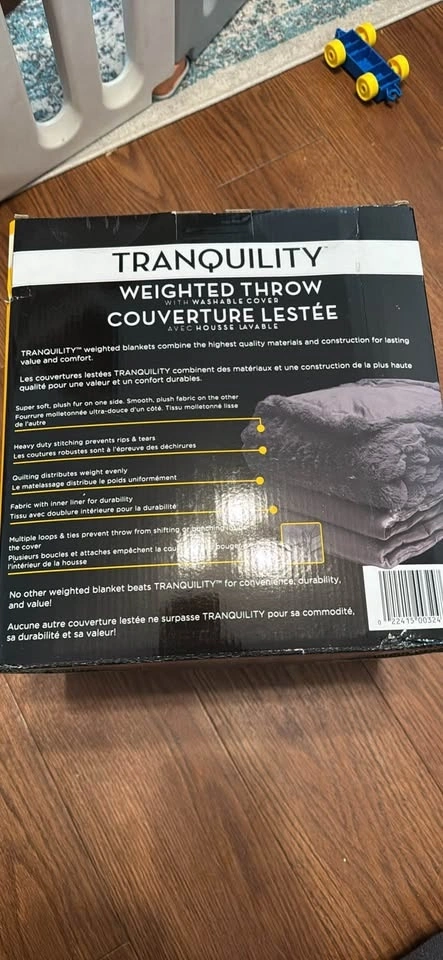 TRANQUILITY™
WEIGHTED THROW
WITH WASHABLE COVER
COUVERTURE LESTÉE
AVEC HOUSSE LAVABLE
TRANQUILITY™ weighted blankets combine the highest quality materials and construction for lasting
value and comfort.
Les couvertures lestées TRANQUILITY combinent des matériaux et une construction de la plus haute
qualité pour une valeur et un confort durables.
Super soft, plush fur on one side. Smooth, plush fabric on the other
Fourrure molletonnée ultra-douce d'un côté. Tissu molletonné lisse
de l'autre
Heavy duty stitching prevents rips & tears
Les coutures robustes sont à l'épreuve des déchirures
Quilting distributes weight evenly
Le matelassage distribue le poids uniformément
Fabric with inner liner for durability
Tissu avec doublure intérieure pour la durabilité
Multiple loops & ties prevent throw from shifting or bunching
the cover
Plusieurs boucles et attaches empêchent la pouger
l'intérieur de la housse
No other weighted blanket beats TRANQUILITY™ for convenience, durability,
and value!
Aucune autre couverture lestée ne surpasse TRANQUILITY pour sa commodité,
sa durabilité et sa valeur!
0 22415 00324